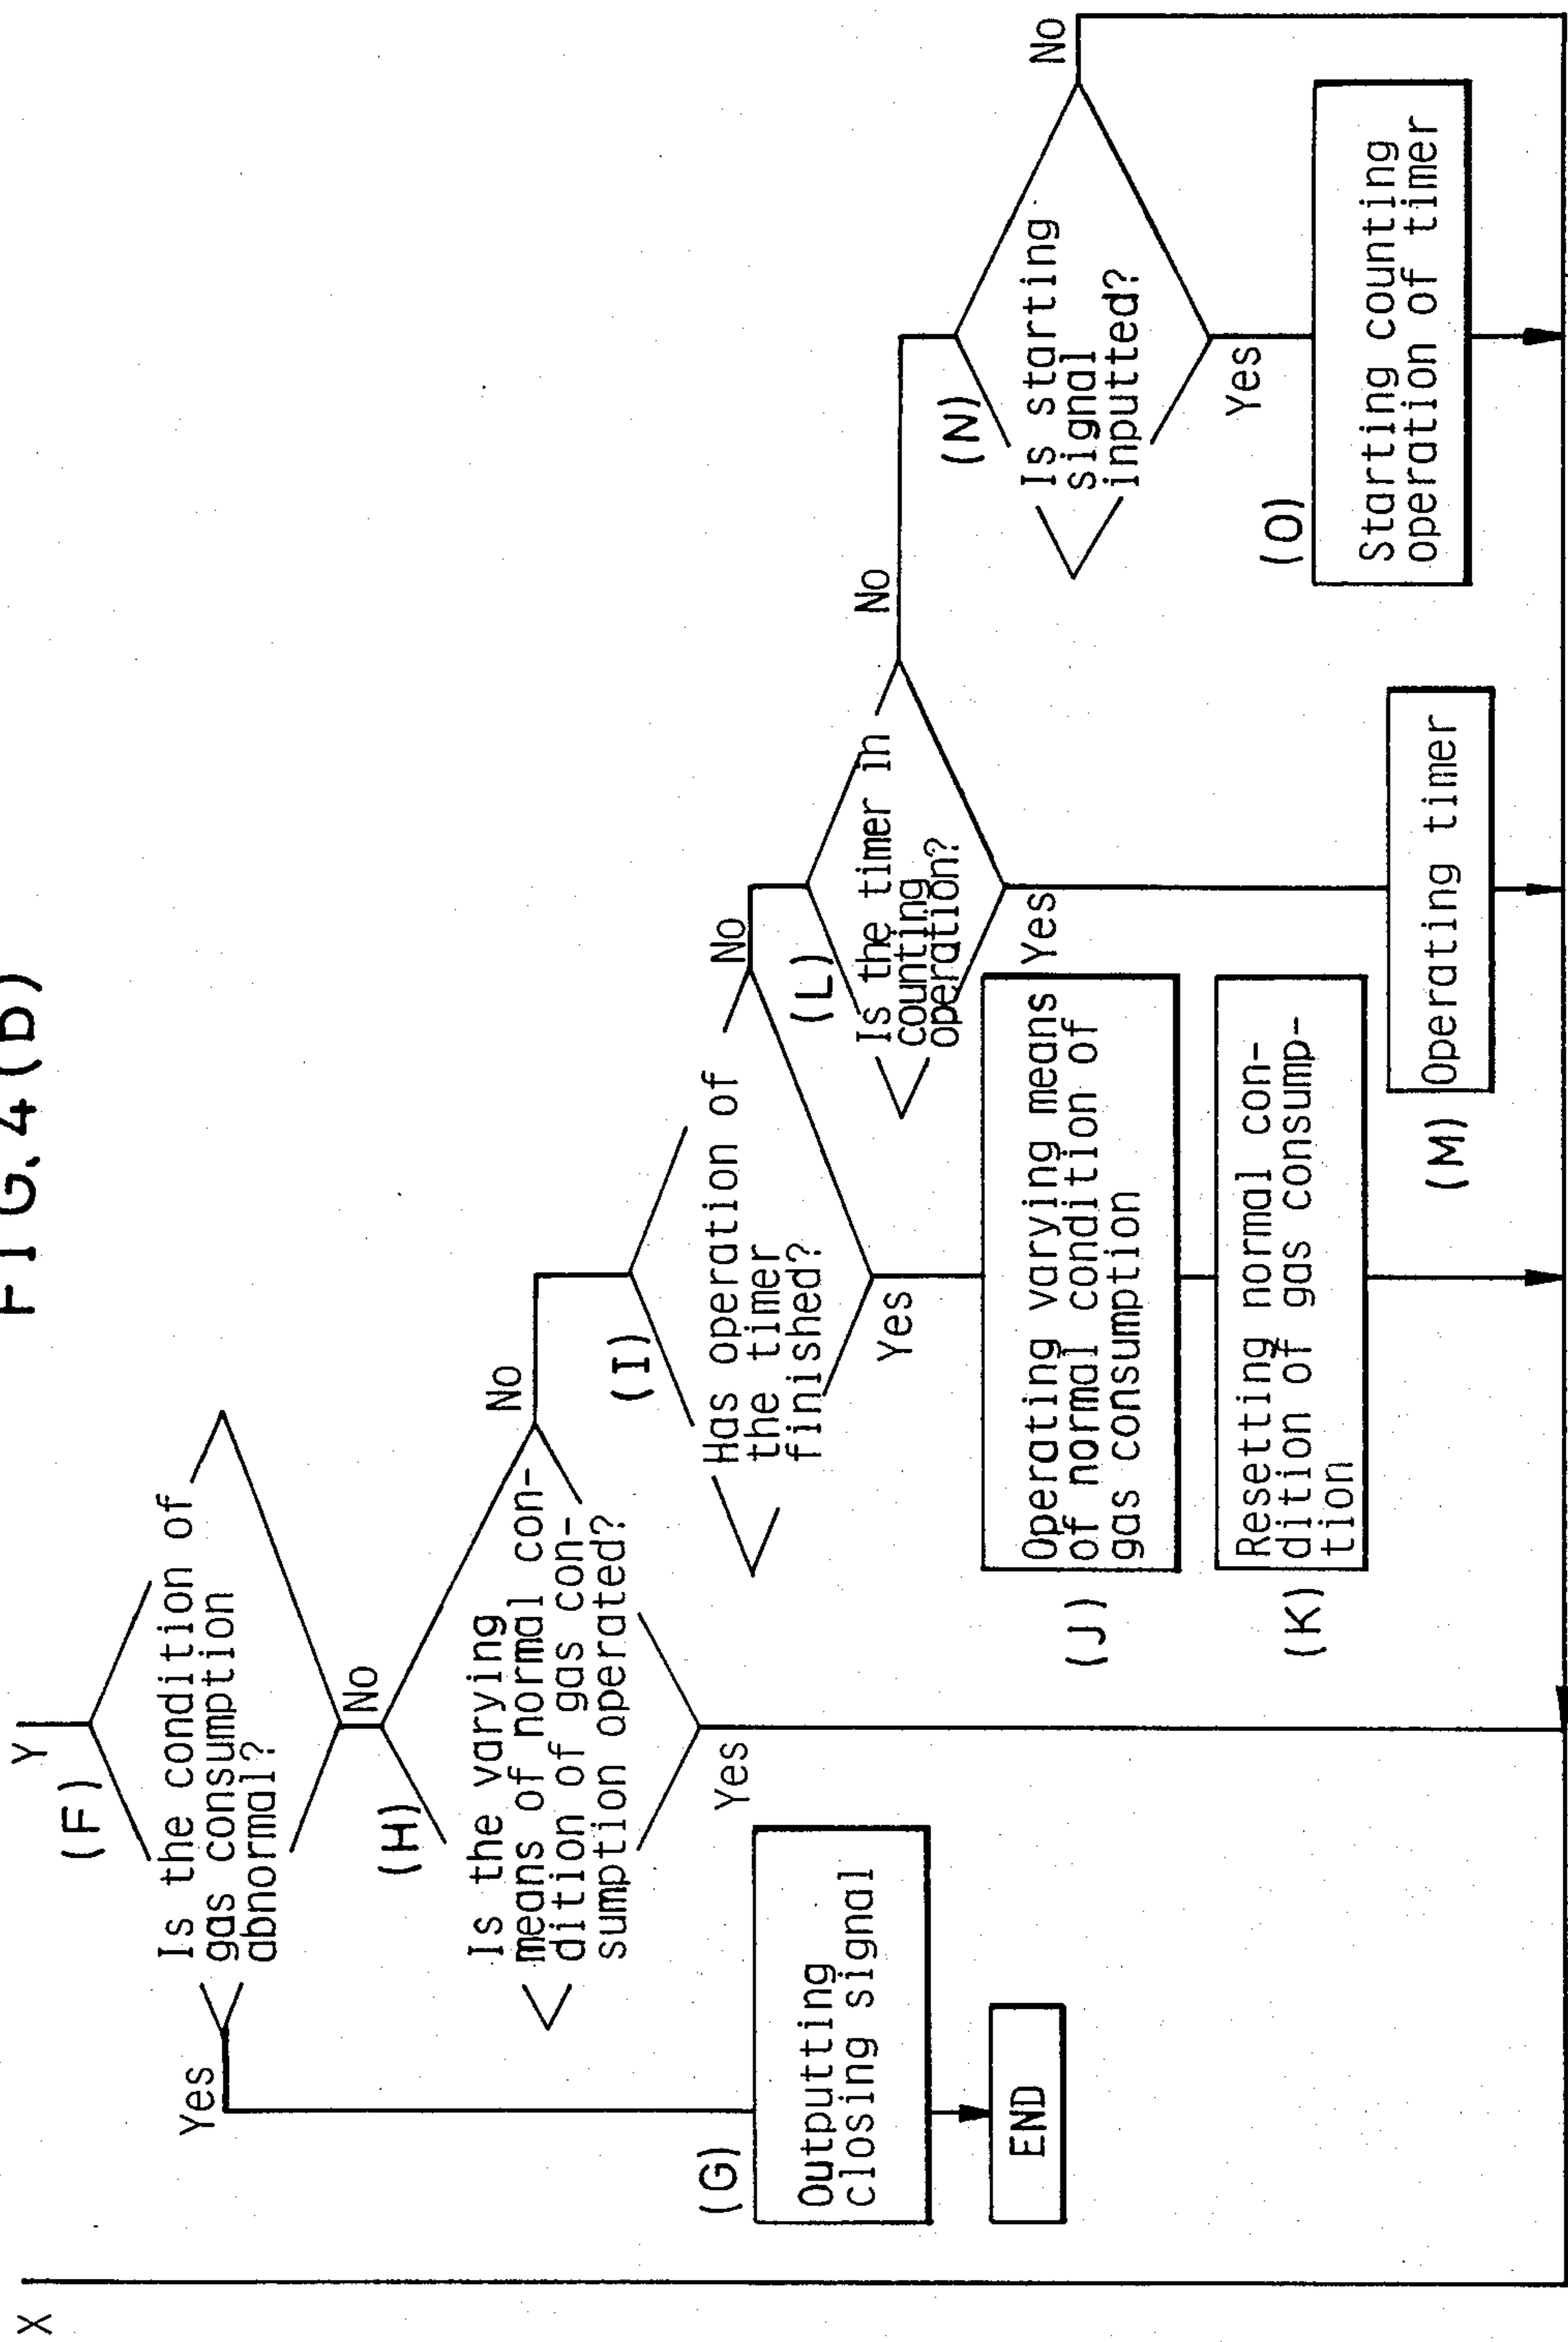 FIG. 4 (B)
X
Y
(F)
Is the condition of
gas consumption
abnormal?
Yes
No
(G)
Outputting
closing signal
END
(H)
Is the varying
means of normal con-
dition of gas con-
sumption operated?
No
Yes
(I)
Has operation of
the timer
finished?
No
Yes
(J)
Operating varying means
of normal condition of
gas consumption
(K)
Resetting normal con-
dition of gas consump-
tion
(L)
Is the timer in
counting
operation?
No
Yes
(M)
Operating timer
(N)
Is starting
signal
inputted?
No
Yes
(O)
Starting counting
operation of timer